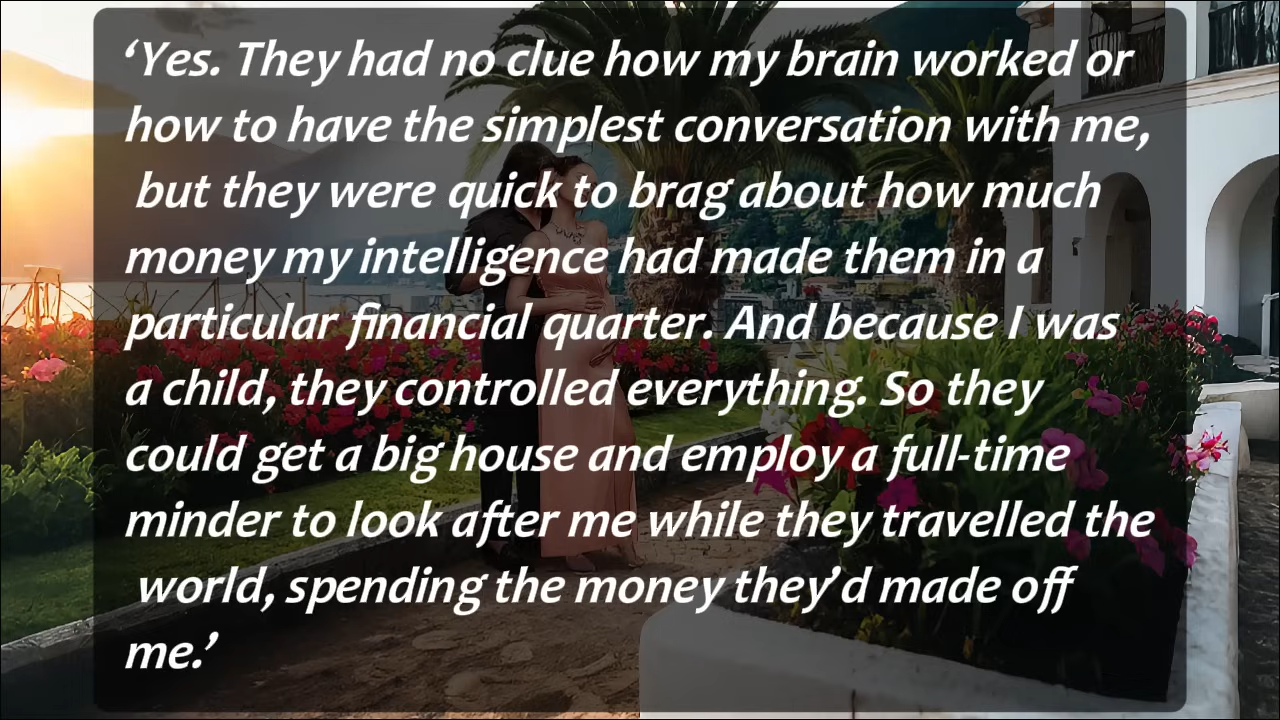 ‘Yes. They had no clue how my brain worked or
how to have the simplest conversation with me,
but they were quick to brag about how much
money my intelligence had made them in a
particular financial quarter. And because I was
a child, they controlled everything. So they
could get a big house and employ a full-time
minder to look after me while they travelled the
world, spending the money they’d made off
me.’